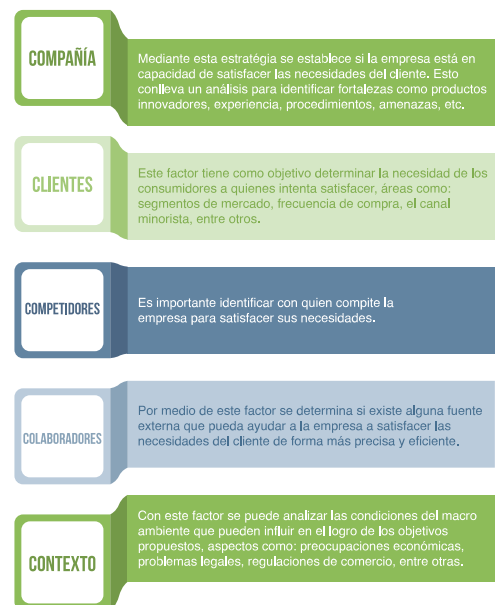 COMPAÑÍA
Mediante esta estratégia se establece si la empresa está en
capacidad de satisfacer las necesidades del cliente. Esto
conlleva un análisis para identificar fortalezas como productos
innovadores, experiencia, procedimientos, amenazas, etc.
CLIENTES
Este factor tiene como objetivo determinar la necesidad de los
consumidores a quienes intenta satisfacer, áreas como:
segmentos de mercado, frecuencia de compra, el canal
minorista, entre otros.
COMPETIDORES
Es importante identificar con quien compite la
empresa para satisfacer sus necesidades.
COLABORADORES
Por medio de este factor se determina si existe alguna fuente
externa que pueda ayudar a la empresa a satisfacer las
necesidades del cliente de forma más precisa y eficiente.
CONTEXTO
Con este factor se puede analizar las condiciones del macro
ambiente que pueden influir en el logro de los objetivos
propuestos, aspectos como: preocupaciones económicas,
problemas legales, regulaciones de comercio, entre otras.